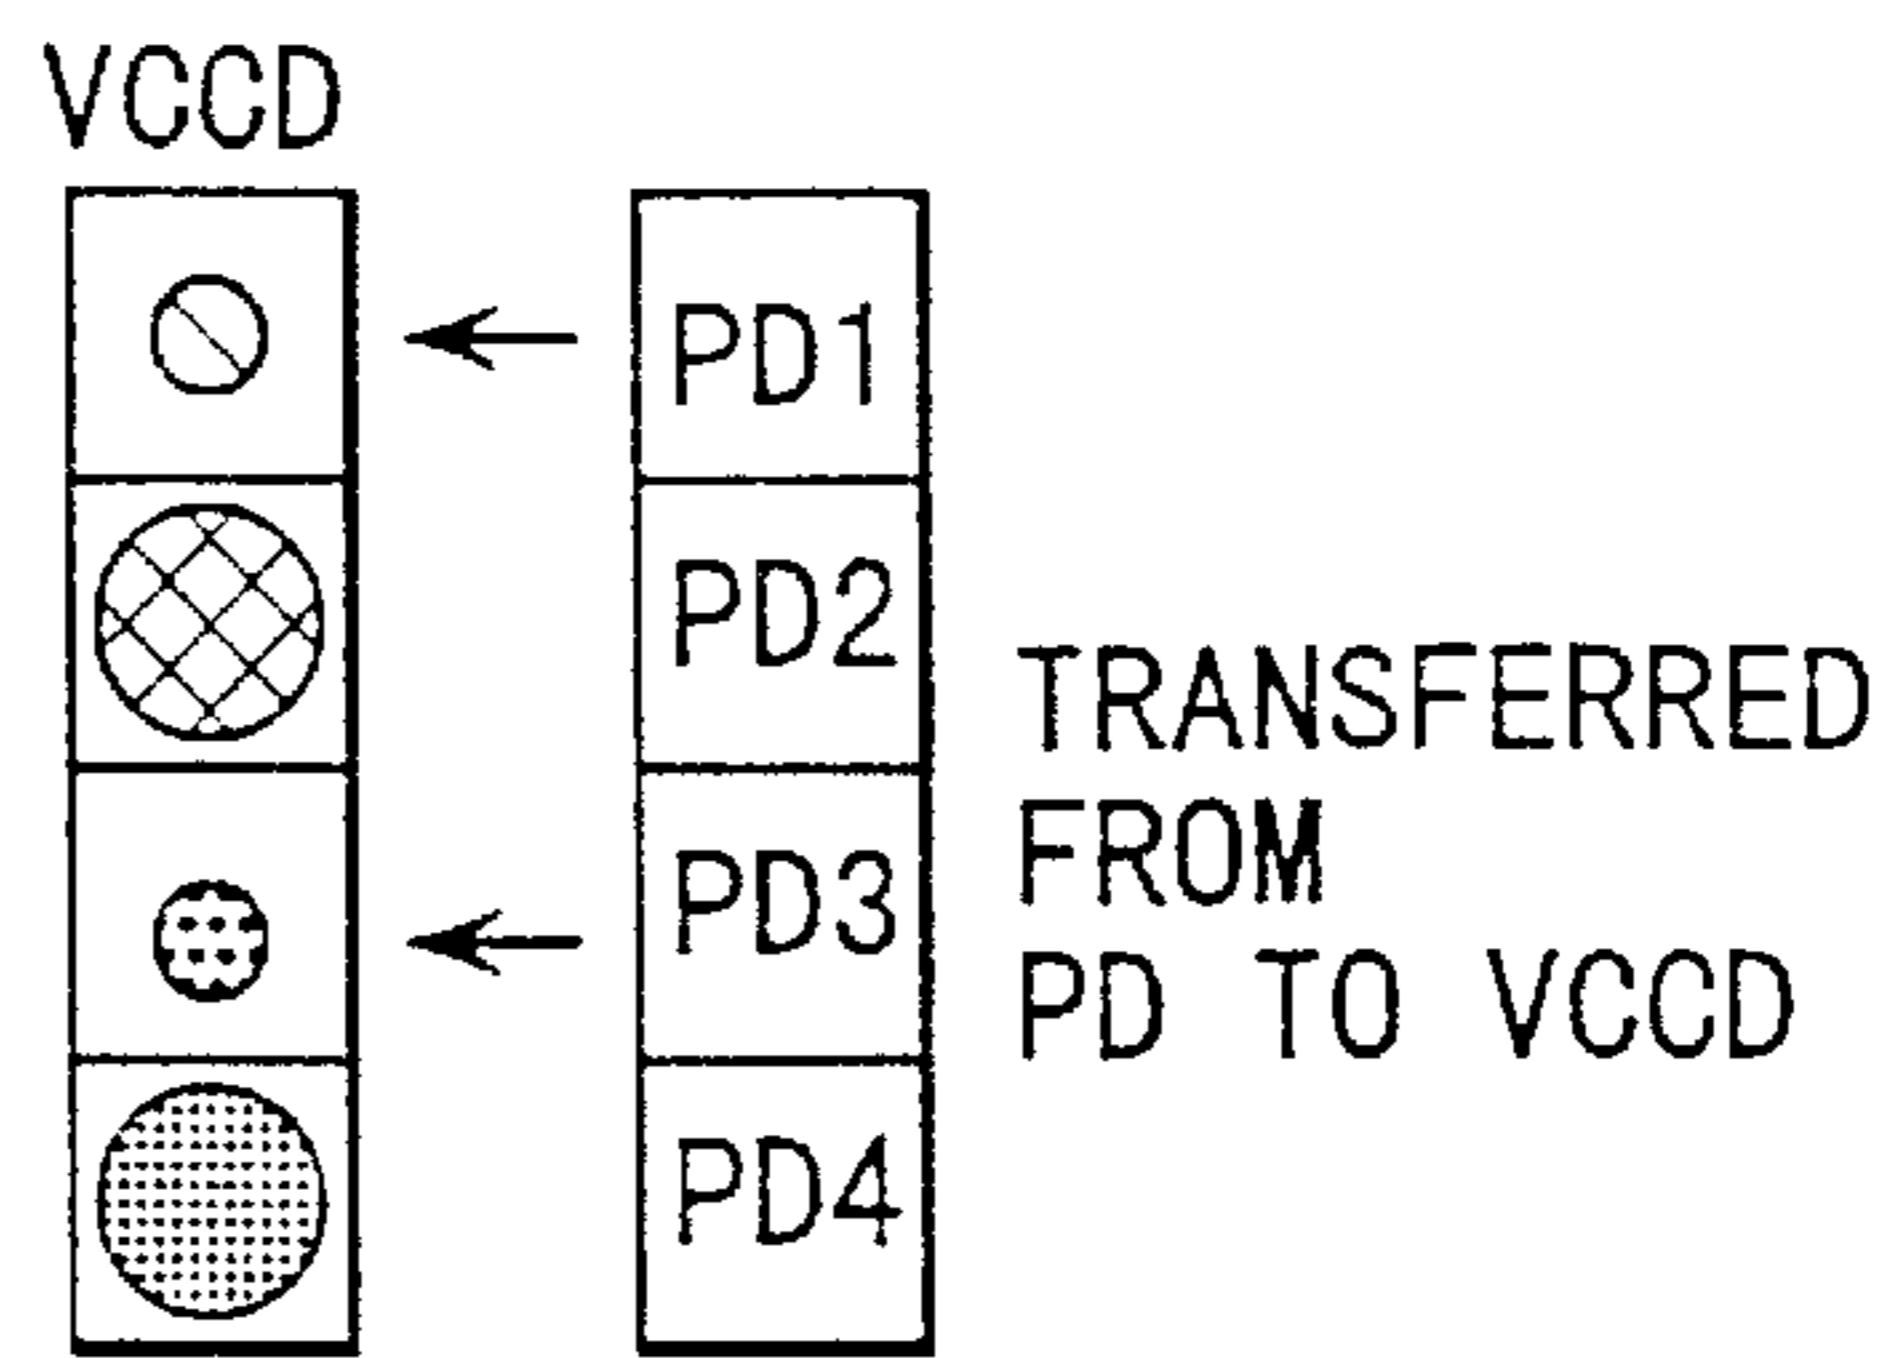 VCCD
PD1
PD2
PD3
PD4
TRANSFERRED
FROM
PD TO VCCD